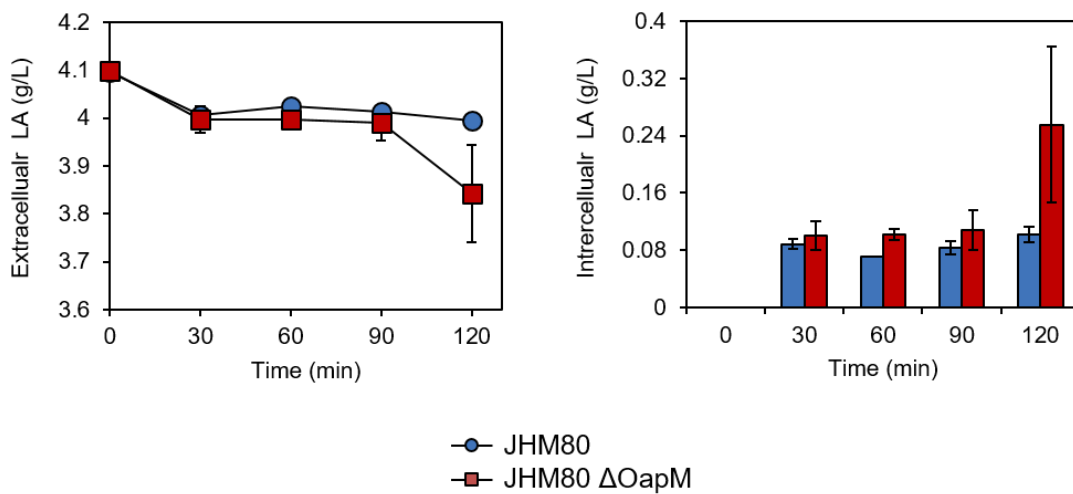 Extracellualr LA (g/L)
4.2
4.1
4
3.9
3.8
3.7
3.6
0 30 60 90 120
Time (min)
Intrercellualr LA (g/L)
0.4
0.32
0.24
0.16
0.08
0
0 30 60 90 120
Time (min)
JHM80
JHM80 ΔOapM